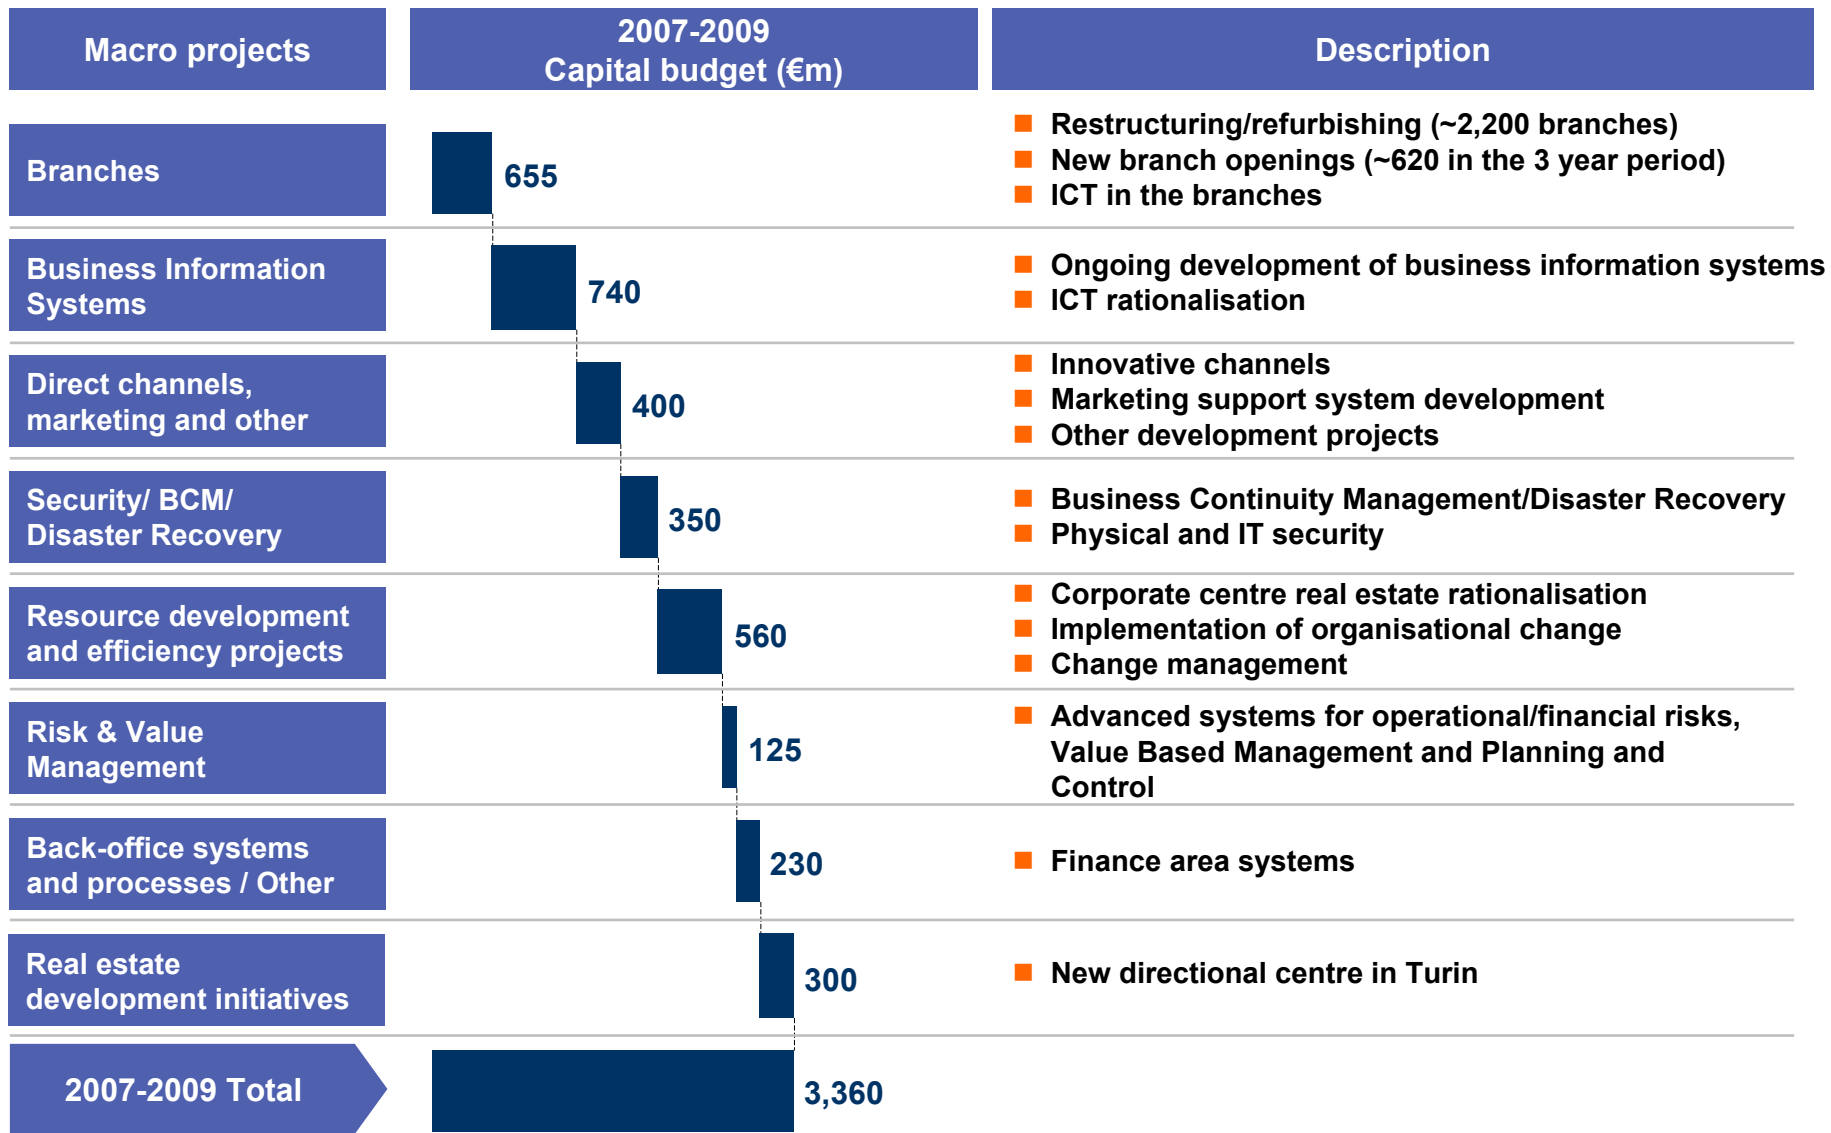 Macro projects
2007-2009
Capital budget (€m)
Description
Branches
655
Restructuring/refurbishing (~2,200 branches)
New branch openings (~620 in the 3 year period)
ICT in the branches
Business Information
Systems
740
Ongoing development of business information systems
ICT rationalisation
Direct channels,
marketing and other
400
Innovative channels
Marketing support system development
Other development projects
Security/ BCM/
Disaster Recovery
350
Business Continuity Management/Disaster Recovery
Physical and IT security
Resource development
and efficiency projects
560
Corporate centre real estate rationalisation
Implementation of organisational change
Change management
Risk & Value
Management
125
Advanced systems for operational/financial risks,
Value Based Management and Planning and
Control
Back-office systems
and processes / Other
230
Finance area systems
Real estate
development initiatives
300
New directional centre in Turin
2007-2009 Total
3,360